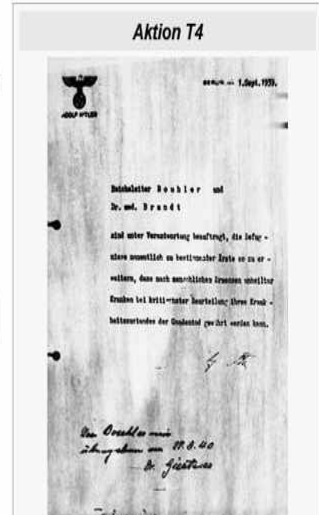 Aktion T4
BERLIN, 1.Sept.1939.
ADOLF HITLER
Reichsleiter Bouhler und
Dr. med. Brandt
sind unter Verantwortung beauftragt, die Befug -
nisse namentlich zu bestimmender Ärzte so zu er -
weitern, dass nach menschlichem Ermessen unheilbar
Kranken bei kritischster Beurteilung ihres Krank -
heitszustandes der Gnadentod gewährt werden kann.
Von Bouhler mir
übergeben am 27.8.40
Dr. Gürtner